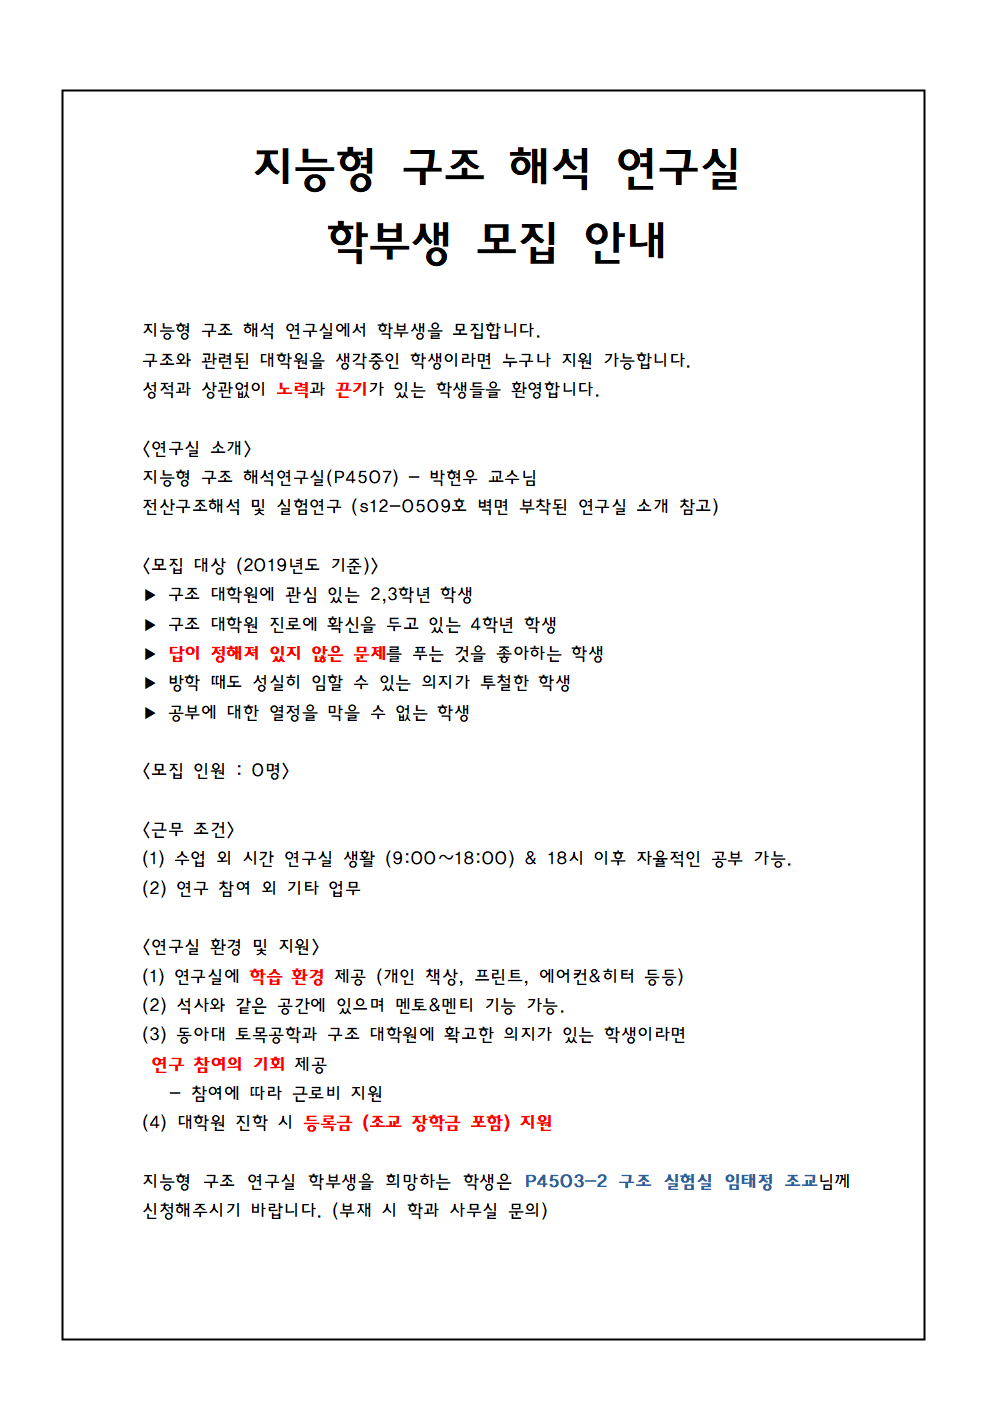 지능형 구조 해석 연구실
학부생 모집 안내
지능형 구조 해석 연구실에서 학부생을 모집합니다.
구조와 관련된 대학원을 생각중인 학생이라면 누구나 지원 가능합니다.
성적과 상관없이 노력과 끈기가 있는 학생들을 환영합니다.
<연구실 소개>
지능형 구조 해석연구실(P4507) - 박현우 교수님
전산구조해석 및 실험연구 (s12-0509호 벽면 부착된 연구실 소개 참고)
<모집 대상 (2019년도 기준)>
▶ 구조 대학원에 관심 있는 2,3학년 학생
▶ 구조 대학원 진로에 확신을 두고 있는 4학년 학생
▶ 답이 정해져 있지 않은 문제를 푸는 것을 좋아하는 학생
▶ 방학 때도 성실히 임할 수 있는 의지가 투철한 학생
▶ 공부에 대한 열정을 막을 수 없는 학생
<모집 인원 : 0명>
<근무 조건>
(1) 수업 외 시간 연구실 생활 (9:00~18:00) & 18시 이후 자율적인 공부 가능.
(2) 연구 참여 외 기타 업무
<연구실 환경 및 지원>
(1) 연구실에 학습 환경 제공 (개인 책상, 프린트, 에어컨&히터 등등)
(2) 석사와 같은 공간에 있으며 멘토&멘티 기능 가능.
(3) 동아대 토목공학과 구조 대학원에 확고한 의지가 있는 학생이라면
연구 참여의 기회 제공
- 참여에 따라 근로비 지원
(4) 대학원 진학 시 등록금 (조교 장학금 포함) 지원
지능형 구조 연구실 학부생을 희망하는 학생은 P4503-2 구조 실험실 임태정 조교님께
신청해주시기 바랍니다. (부재 시 학과 사무실 문의)